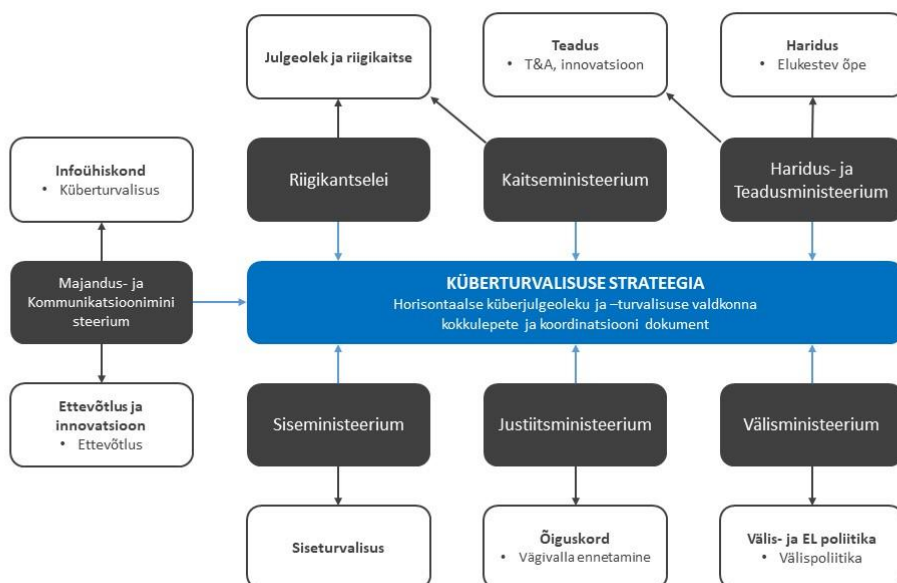 Julgeolek ja riigikaitse
Teadus
• T&A, innovatsioon
Haridus
• Elukestev õpe
Infoühiskond
• Küberturvalisus
Riigikantselei
Kaitseministeerium
Haridus- ja
Teadusministeerium
Majandus- ja
Kommunikatsioonimini
steerium
KÜBERTURVALISUSE STRATEEGIA
Horisontaalse küberjulgeoleku ja –turvalisuse valdkonna
kokkulepete ja koordinatsiooni dokument
Ettevõtlus ja
innovatsioon
• Ettevõtlus
Siseministeerium
Justiitsministeerium
Välisministeerium
Siseturvalisus
Õiguskord
• Vägivalla ennetamine
Välis- ja EL poliitika
• Välispoliitika